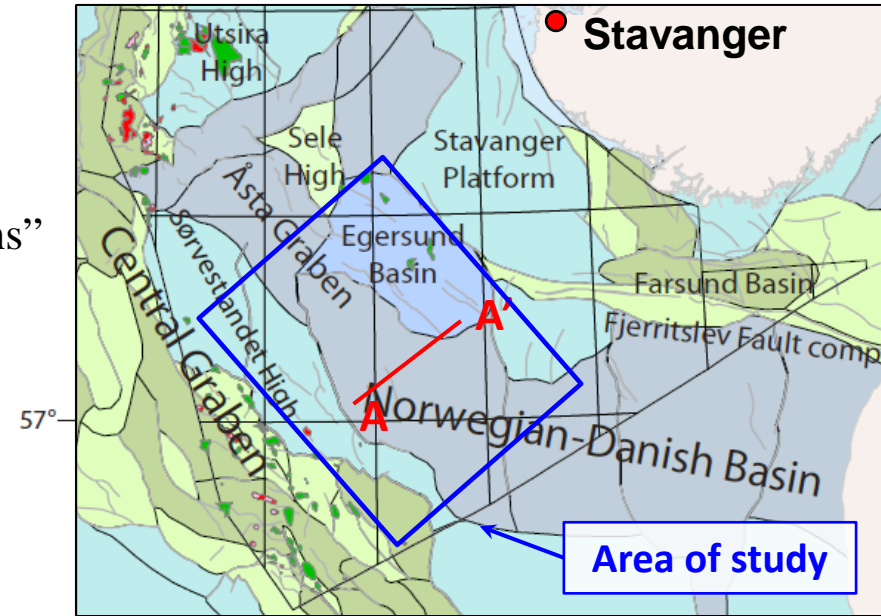 Stavanger
Utsira
High
Sele
High
Stavanger
Platform
Åsta Graben
ns”
Egersund
Basin
Sørvestlandet High
Central Graben
Farsund Basin
A’
Fjerritslev Fault comp
A
57°
Norwegian-Danish Basin
Area of study